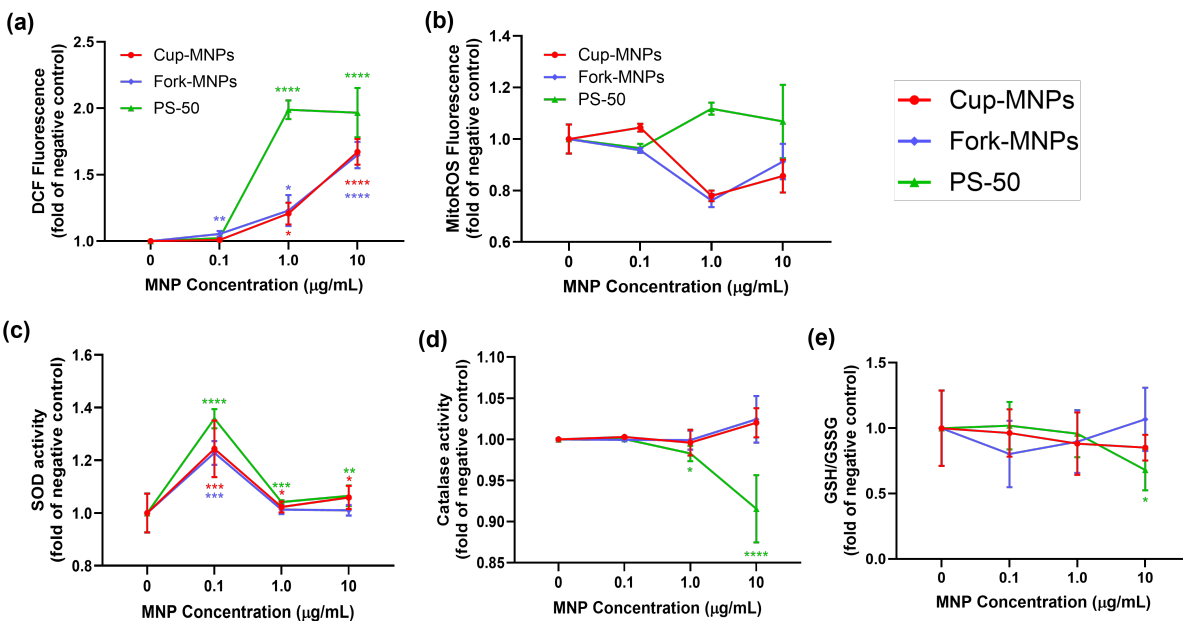 (a)
DCF Fluorescence
(fold of negative control)
2.5
2.0
1.5
1.0
Cup-MNPs
Fork-MNPs
PS-50
****
****
**
*
*
****
****
0
0.1
1.0
10
MNP Concentration (μg/mL)
(b)
MitoROS Fluorescence
(fold of negative control)
1.4
1.2
1.0
0.8
0.6
Cup-MNPs
Fork-MNPs
PS-50
0
0.1
1.0
10
MNP Concentration (μg/mL)
Cup-MNPs
Fork-MNPs
PS-50
(c)
SOD activity
(fold of negative control)
1.6
1.4
1.2
1.0
0.8
****
***
***
***
*
**
*
0
0.1
1.0
10
MNP Concentration (μg/mL)
(d)
Catalase activity
(fold of negative control)
1.10
1.05
1.00
0.95
0.90
0.85
*
****
0
0.1
1.0
10
MNP Concentration (μg/mL)
(e)
GSH/GSSG
(fold of negative control)
1.5
1.0
0.5
0.0
*
0
0.1
1.0
10
MNP Concentration (μg/mL)